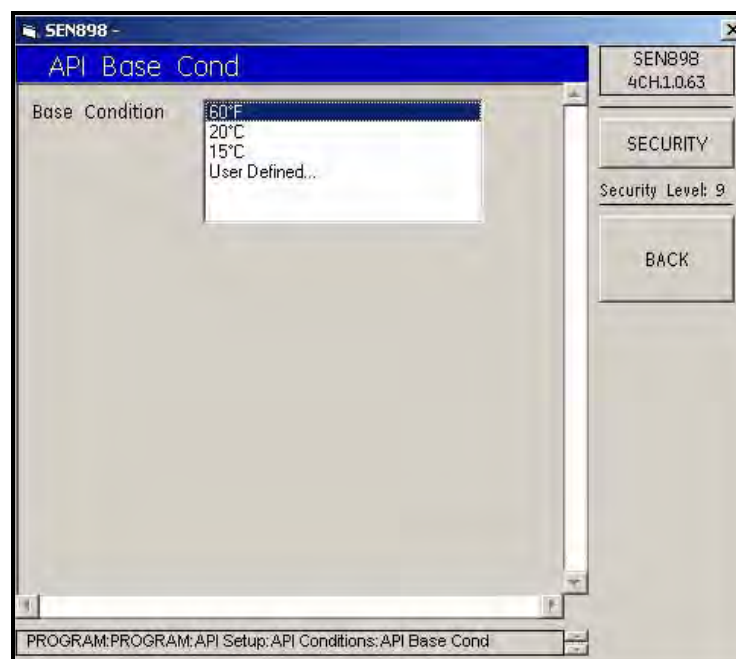 SEN898 -
API Base Cond
Base Condition
60°F
20°C
15°C
User Defined...
SEN898
4CH.1.0.63
SECURITY
Security Level: 9
BACK
PROGRAM:PROGRAM:API Setup:API Conditions:API Base Cond